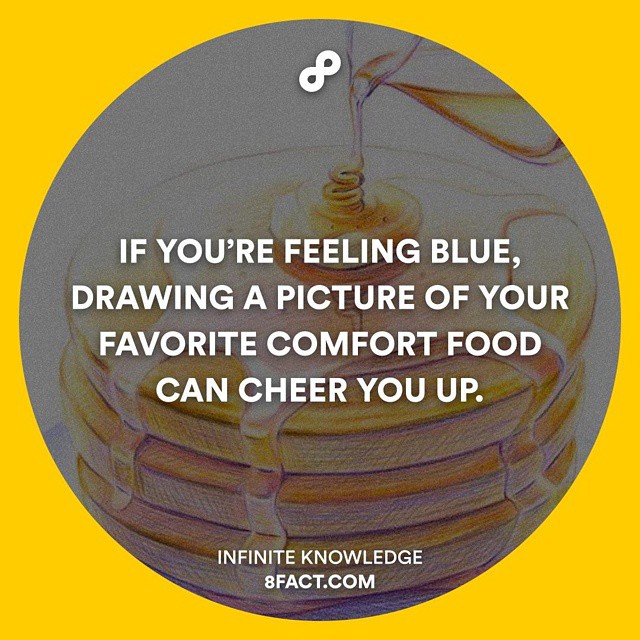 IF YOU’RE FEELING BLUE,
DRAWING A PICTURE OF YOUR
FAVORITE COMFORT FOOD
CAN CHEER YOU UP.
INFINITE KNOWLEDGE
8FACT.COM